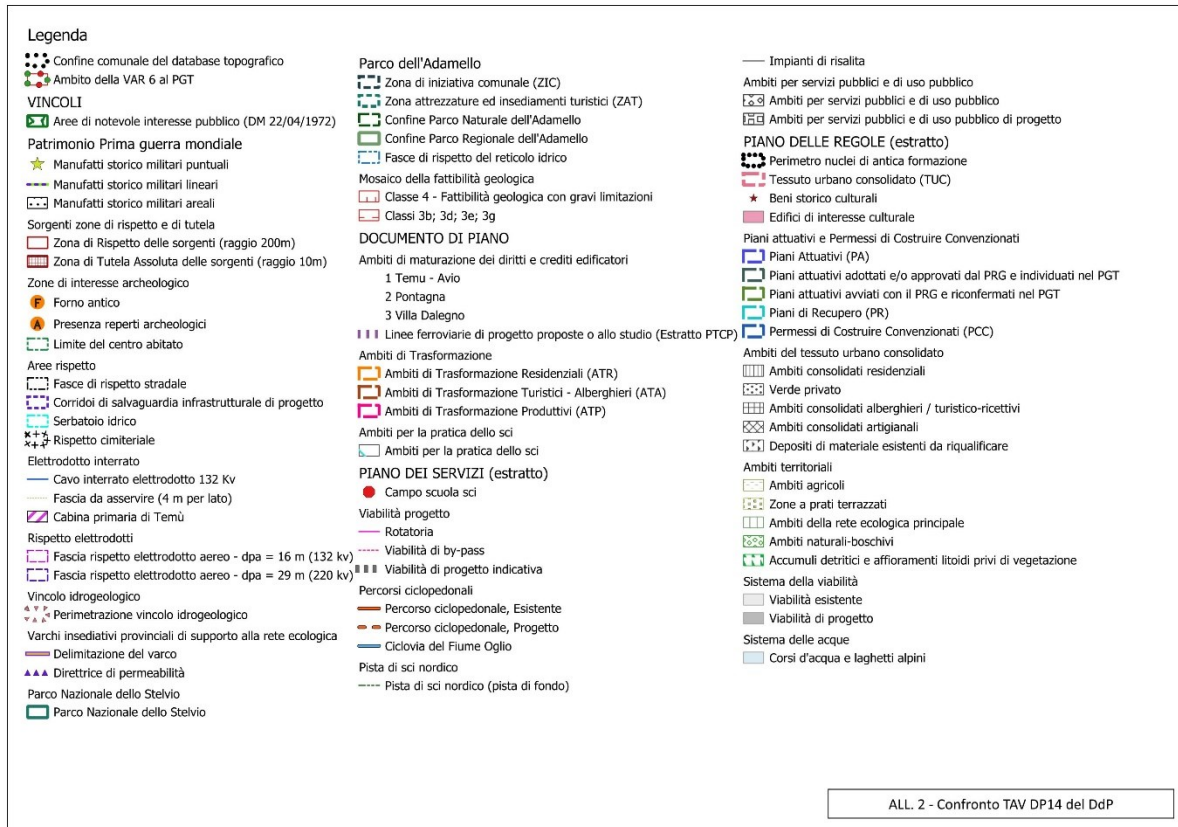 Legenda
Confine comunale del database topografico
Ambito della VAR 6 al PGT
VINCOLI
Aree di notevole interesse pubblico (DM 22/04/1972)
Patrimonio Prima guerra mondiale
Manufatti storico militari puntuali
Manufatti storico militari lineari
Manufatti storico militari areali
Sorgenti zone di rispetto e di tutela
Zona di Rispetto delle sorgenti (raggio 200m)
Zona di Tutela Assoluta delle sorgenti (raggio 10m)
Zone di interesse archeologico
F Forno antico
A Presenza reperti archeologici
Limite del centro abitato
Aree rispetto
Fasce di rispetto stradale
Corridoi di salvaguardia infrastrutturale di progetto
Serbatoio idrico
Rispetto cimiteriale
Elettrodotto interrato
Cavo interrato elettrodotto 132 Kv
Fascia da asservire (4 m per lato)
Cabina primaria di Temù
Rispetto elettrodotti
Fascia rispetto elettrodotto aereo - dpa = 16 m (132 kv)
Fascia rispetto elettrodotto aereo - dpa = 29 m (220 kv)
Vincolo idrogeologico
Perimetrazione vincolo idrogeologico
Varchi insediativi provinciali di supporto alla rete ecologica
Delimitazione del varco
Direttrice di permeabilità
Parco Nazionale dello Stelvio
Parco Nazionale dello Stelvio
Parco dell'Adamello
Zona di iniziativa comunale (ZIC)
Zona attrezzature ed insediamenti turistici (ZAT)
Confine Parco Naturale dell'Adamello
Confine Parco Regionale dell'Adamello
Fasce di rispetto del reticolo idrico
Mosaico della fattibilità geologica
Classe 4 - Fattibilità geologica con gravi limitazioni
Classi 3b; 3d; 3e; 3g
DOCUMENTO DI PIANO
Ambiti di maturazione dei diritti e crediti edificatori
1 Temu - Avio
2 Pontagna
3 Villa Dalegno
Linee ferroviarie di progetto proposte o allo studio (Estratto PTCP)
Ambiti di Trasformazione
Ambiti di Trasformazione Residenziali (ATR)
Ambiti di Trasformazione Turistici - Alberghieri (ATA)
Ambiti di Trasformazione Produttivi (ATP)
Ambiti per la pratica dello sci
Ambiti per la pratica dello sci
PIANO DEI SERVIZI (estratto)
Campo scuola sci
Viabilità progetto
Rotatoria
Viabilità di by-pass
Viabilità di progetto indicativa
Percorsi ciclopedonali
Percorso ciclopedonale, Esistente
Percorso ciclopedonale, Progetto
Ciclovia del Fiume Oglio
Pista di sci nordico
Pista di sci nordico (pista di fondo)
Impianti di risalita
Ambiti per servizi pubblici e di uso pubblico
Ambiti per servizi pubblici e di uso pubblico
Ambiti per servizi pubblici e di uso pubblico di progetto
PIANO DELLE REGOLE (estratto)
Perimetro nuclei di antica formazione
Tessuto urbano consolidato (TUC)
Beni storico culturali
Edifici di interesse culturale
Piani attuativi e Permessi di Costruire Convenzionati
Piani Attuativi (PA)
Piani attuativi adottati e/o approvati dal PRG e individuati nel PGT
Piani attuativi avviati con il PRG e riconfermati nel PGT
Piani di Recupero (PR)
Permessi di Costruire Convenzionati (PCC)
Ambiti del tessuto urbano consolidato
Ambiti consolidati residenziali
Verde privato
Ambiti consolidati alberghieri / turistico-ricettivi
Ambiti consolidati artigianali
Depositi di materiale esistenti da riqualificare
Ambiti territoriali
Ambiti agricoli
Zone a prati terrazzati
Ambiti della rete ecologica principale
Ambiti naturali-boschivi
Accumuli detritici e affioramenti litoidi privi di vegetazione
Sistema della viabilità
Viabilità esistente
Viabilità di progetto
Sistema delle acque
Corsi d'acqua e laghetti alpini
ALL. 2 - Confronto TAV DP14 del DdP